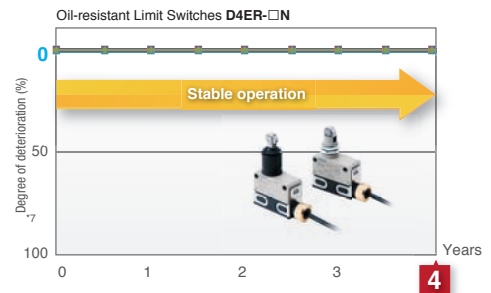 Oil-resistant Limit Switches D4ER-□N
0
Stable operation
50
100
Degree of deterioration (%)
*7
0 1 2 3 4
Years